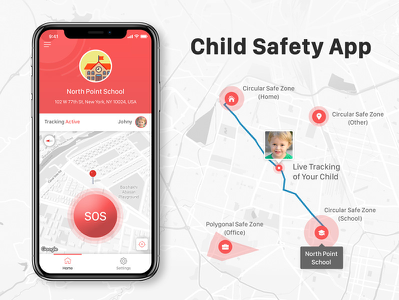 9:41
North Point School
102 W 77th Street, New York, NY 10024, USA
Tracking Active
Johny
SOS
Google
Home
Settings
Child Safety App
Circular Safe Zone
(Home)
Circular Safe Zone
(Other)
Live Tracking
of Your Child
Circular Safe Zone
(School)
Polygonal Safe Zone
(Office)
North Point
School